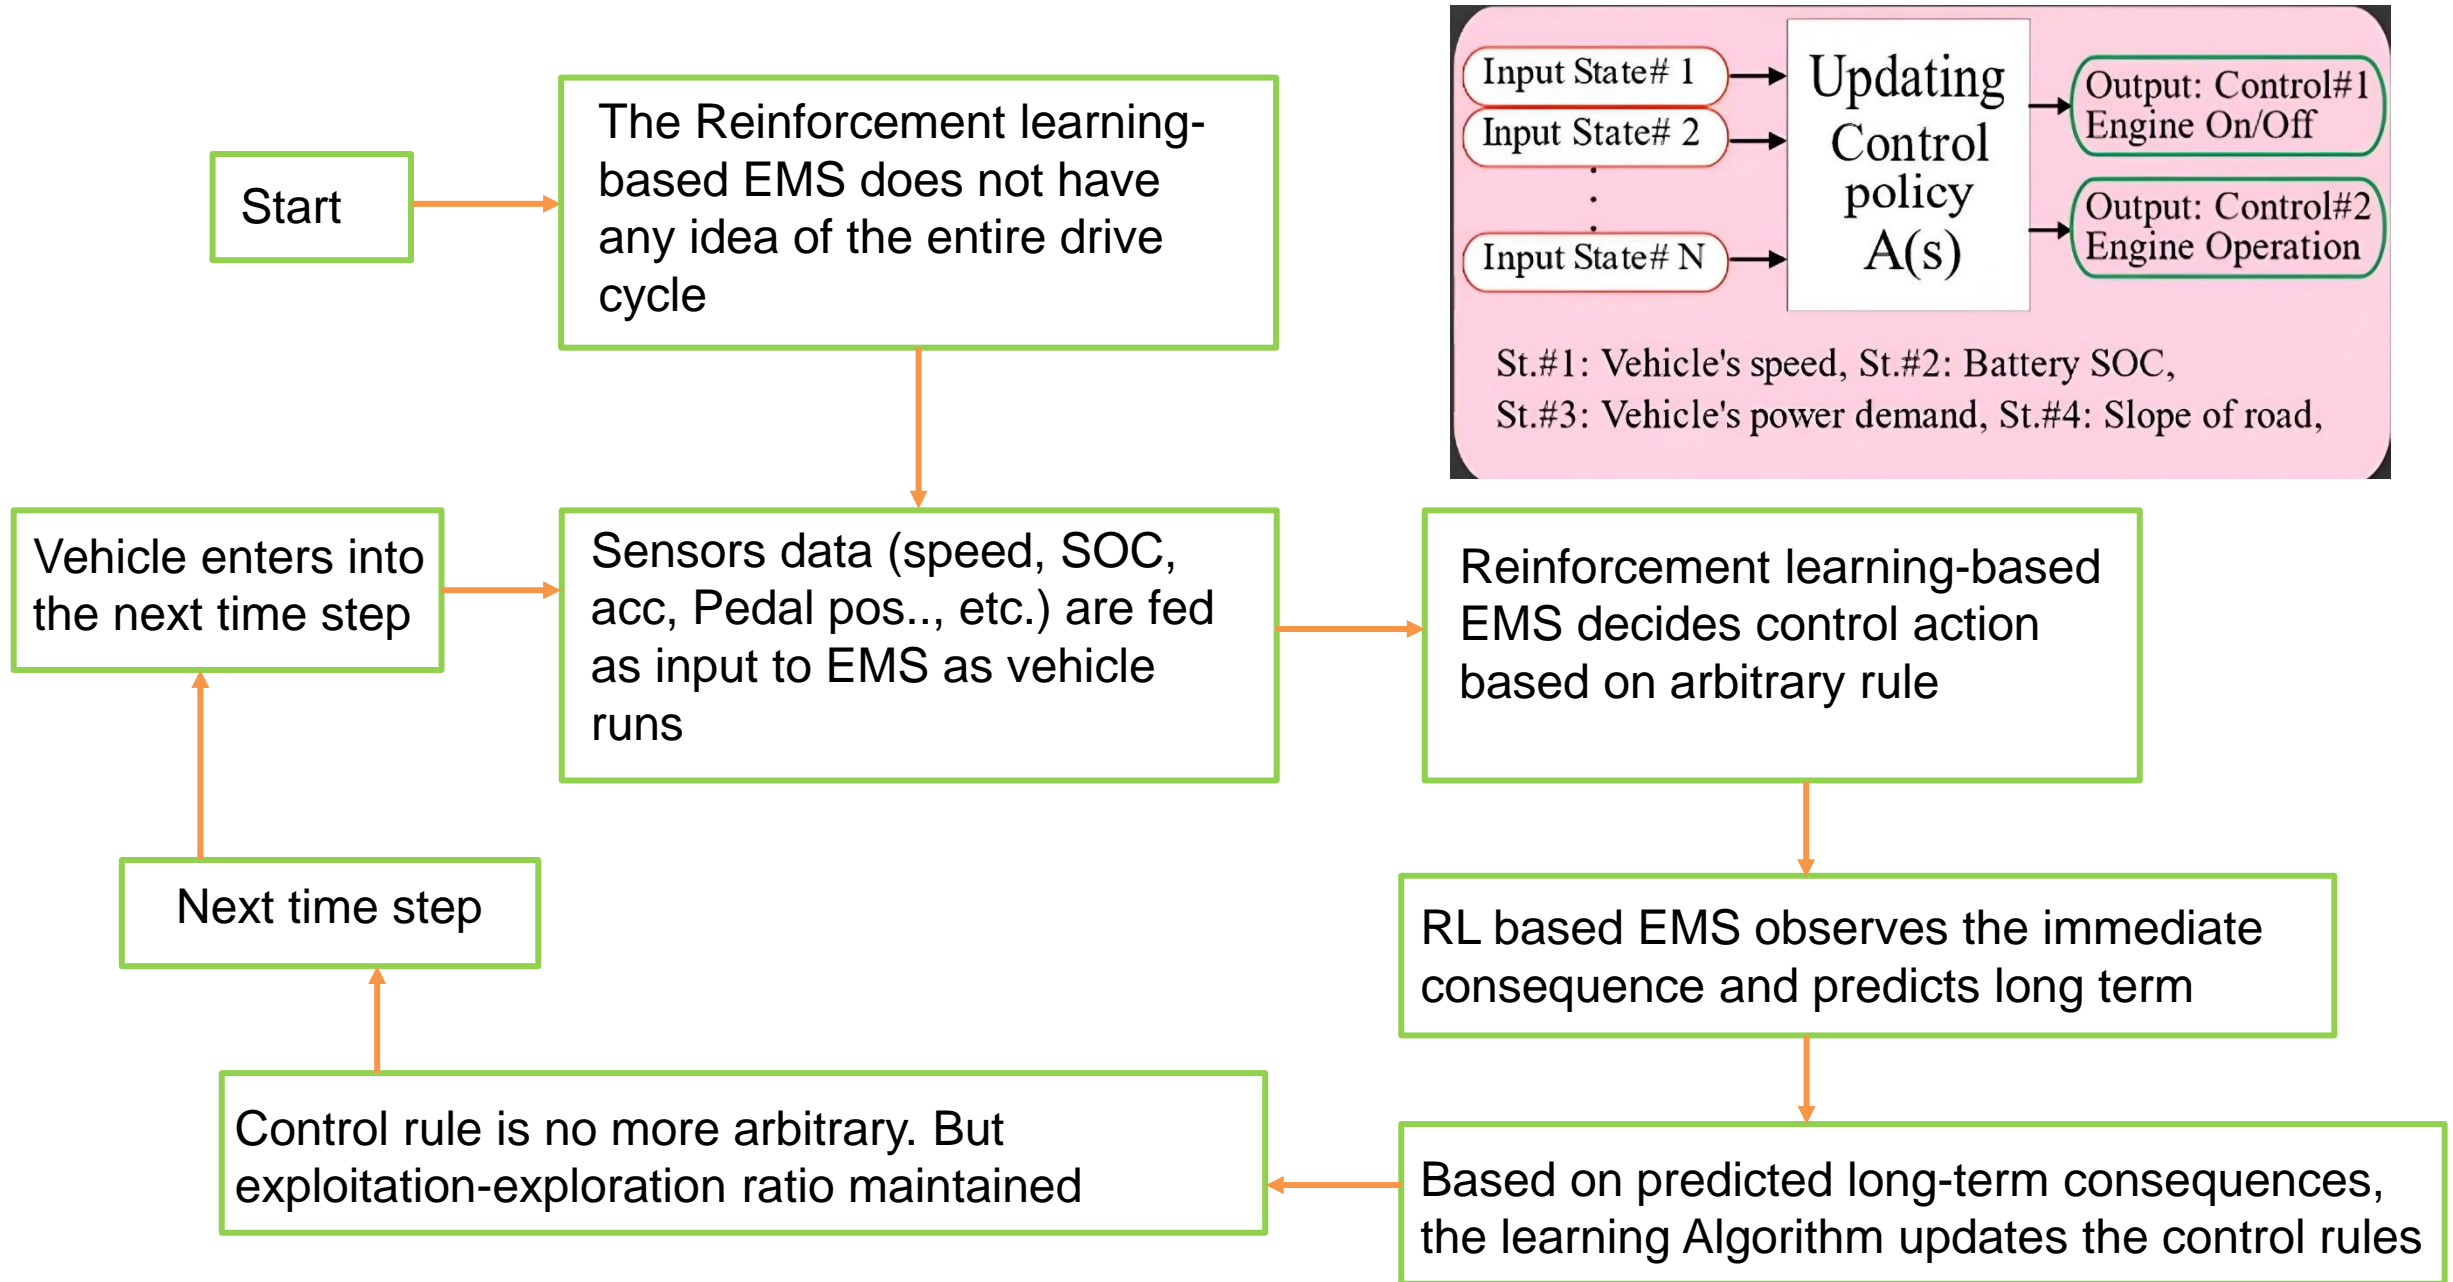 Start
The Reinforcement learning-
based EMS does not have
any idea of the entire drive
cycle
Input State# 1
Input State# 2
Input State# N
Updating
Control
policy
A(s)
Output: Control#1
Engine On/Off
Output: Control#2
Engine Operation
St.#1: Vehicle's speed, St.#2: Battery SOC,
St.#3: Vehicle's power demand, St.#4: Slope of road,
Vehicle enters into
the next time step
Sensors data (speed, SOC,
acc, Pedal pos.., etc.) are fed
as input to EMS as vehicle
runs
Reinforcement learning-based
EMS decides control action
based on arbitrary rule
RL based EMS observes the immediate
consequence and predicts long term
Based on predicted long-term consequences,
the learning Algorithm updates the control rules
Control rule is no more arbitrary. But
exploitation-exploration ratio maintained
Next time step